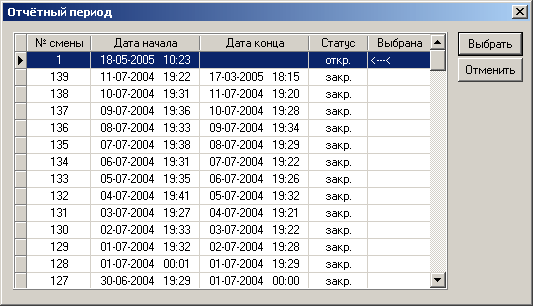 Отчётный период
№ смены Дата начала Дата конца Статус Выбрана
1 18-05-2005 10:23 откр. <---<
139 11-07-2004 19:22 17-03-2005 18:15 закр.
138 10-07-2004 19:31 11-07-2004 19:20 закр.
137 09-07-2004 19:36 10-07-2004 19:28 закр.
136 08-07-2004 19:33 09-07-2004 19:34 закр.
135 07-07-2004 19:38 08-07-2004 19:29 закр.
134 06-07-2004 19:31 07-07-2004 19:22 закр.
133 05-07-2004 19:35 06-07-2004 19:26 закр.
132 04-07-2004 19:41 05-07-2004 19:32 закр.
131 03-07-2004 19:27 04-07-2004 19:21 закр.
130 02-07-2004 19:33 03-07-2004 19:22 закр.
129 01-07-2004 19:32 02-07-2004 19:28 закр.
128 01-07-2004 00:01 01-07-2004 19:29 закр.
127 30-06-2004 19:29 01-07-2004 00:00 закр.
Выбрать
Отменить